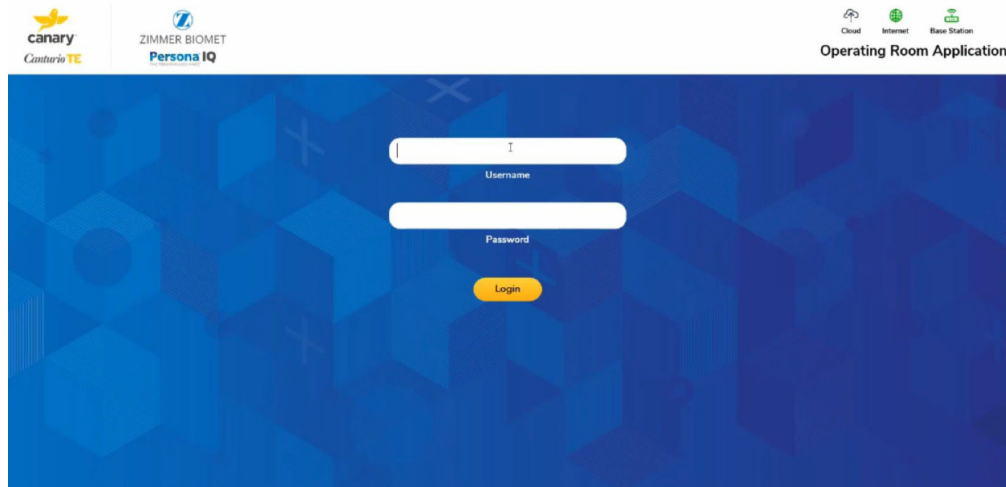 canary
Canturio TE
ZIMMER BIOMET
Persona IQ
Cloud
Internet
Base Station
Operating Room Application
Username
Password
Login